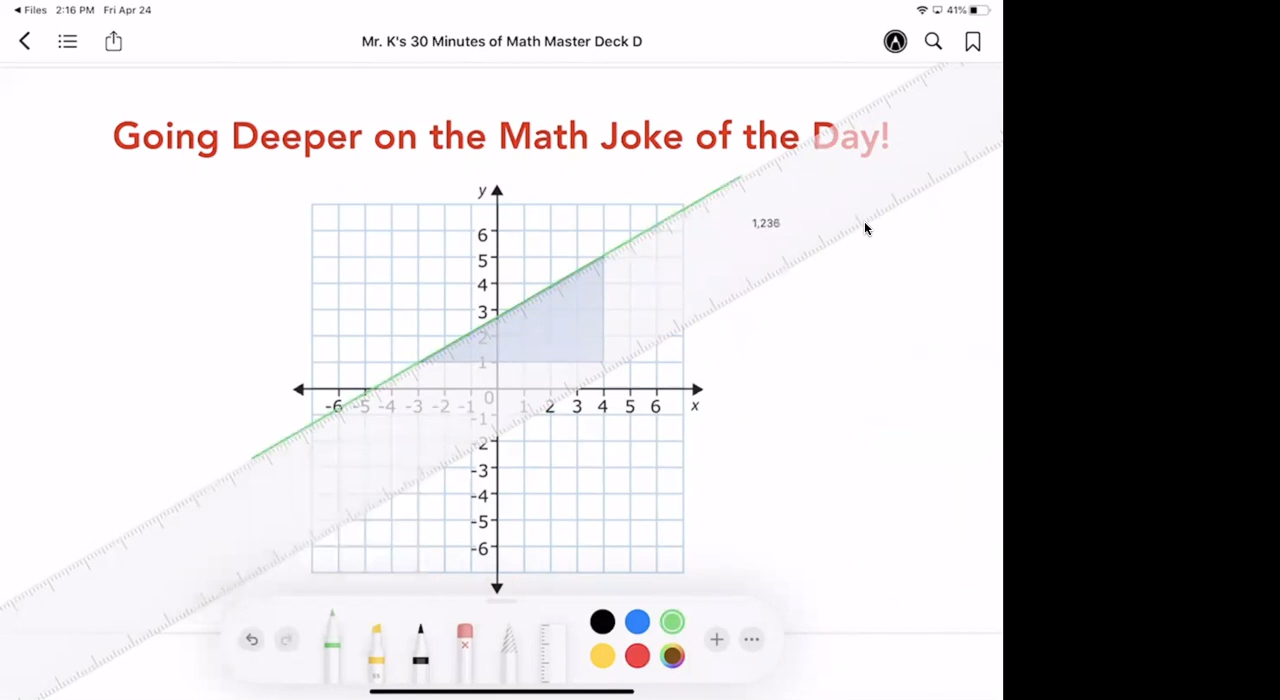 Files 2:16 PM Fri Apr 24 41%
Mr. K's 30 Minutes of Math Master Deck D
Going Deeper on the Math Joke of the Day!
y
1,236
6
5
4
3
2
1
-6 -5 -4 -3 -2 -1 0 1 2 3 4 5 6 x
-1
-2
-3
-4
-5
-6